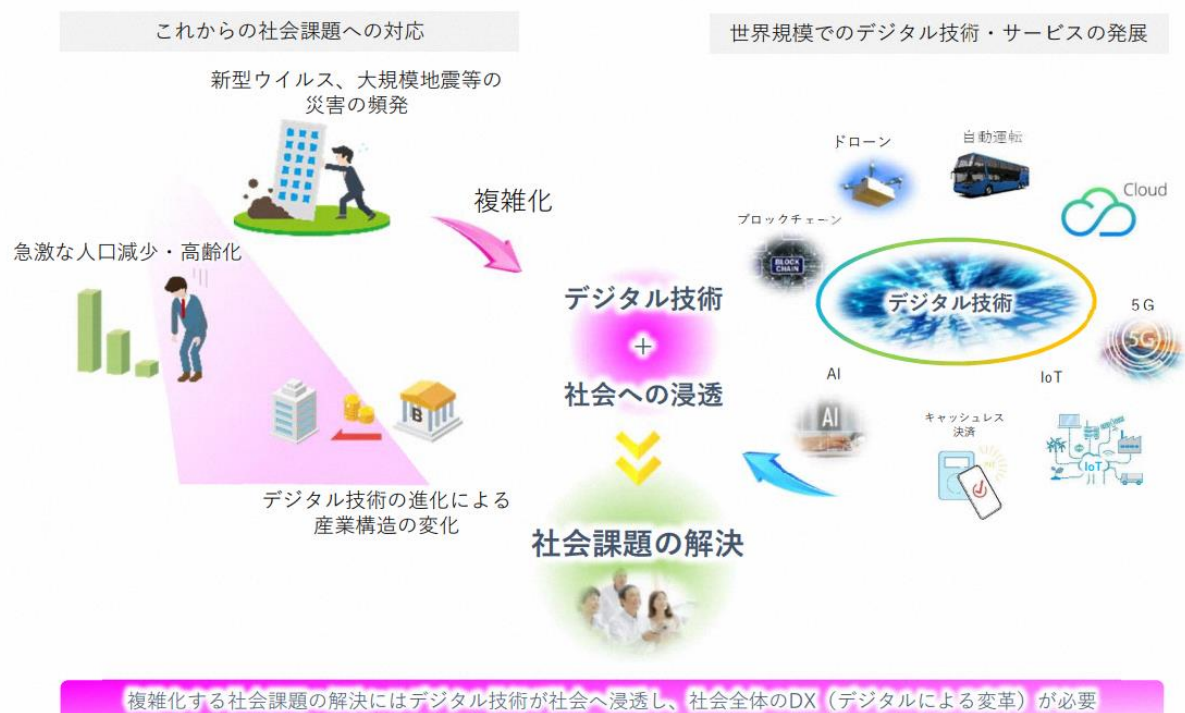 これからの社会課題への対応
世界規模でのデジタル技術・サービスの発展
新型ウイルス、大規模地震等の
災害の頻発
複雑化
急激な人口減少・高齢化
デジタル技術の進化による
産業構造の変化
B
デジタル技術
+
社会への浸透
社会課題の解決
ドローン
自動運転
Cloud
ブロックチェーン
BLOCK
CHAIN
デジタル技術
5G
5G
AI
AI
IoT
IoT
キャッシュレス
決済
複雑化する社会課題の解決にはデジタル技術が社会へ浸透し、社会全体のDX（デジタルによる変革）が必要